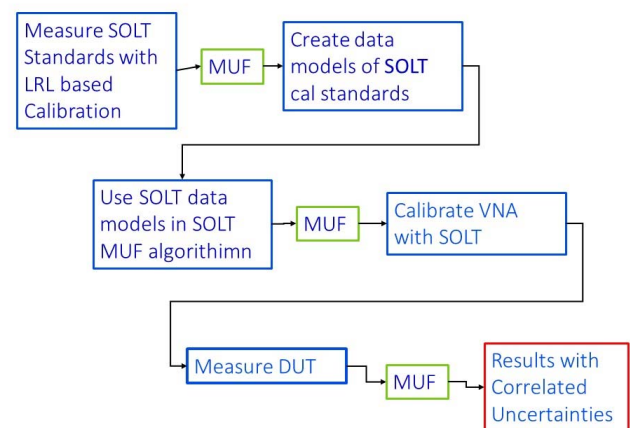 Measure SOLT
Standards with
LRL based
Calibration
MUF
Create data
models of SOLT
cal standards
Use SOLT data
models in SOLT
MUF algorithimn
MUF
Calibrate VNA
with SOLT
Measure DUT
MUF
Results with
Correlated
Uncertainties